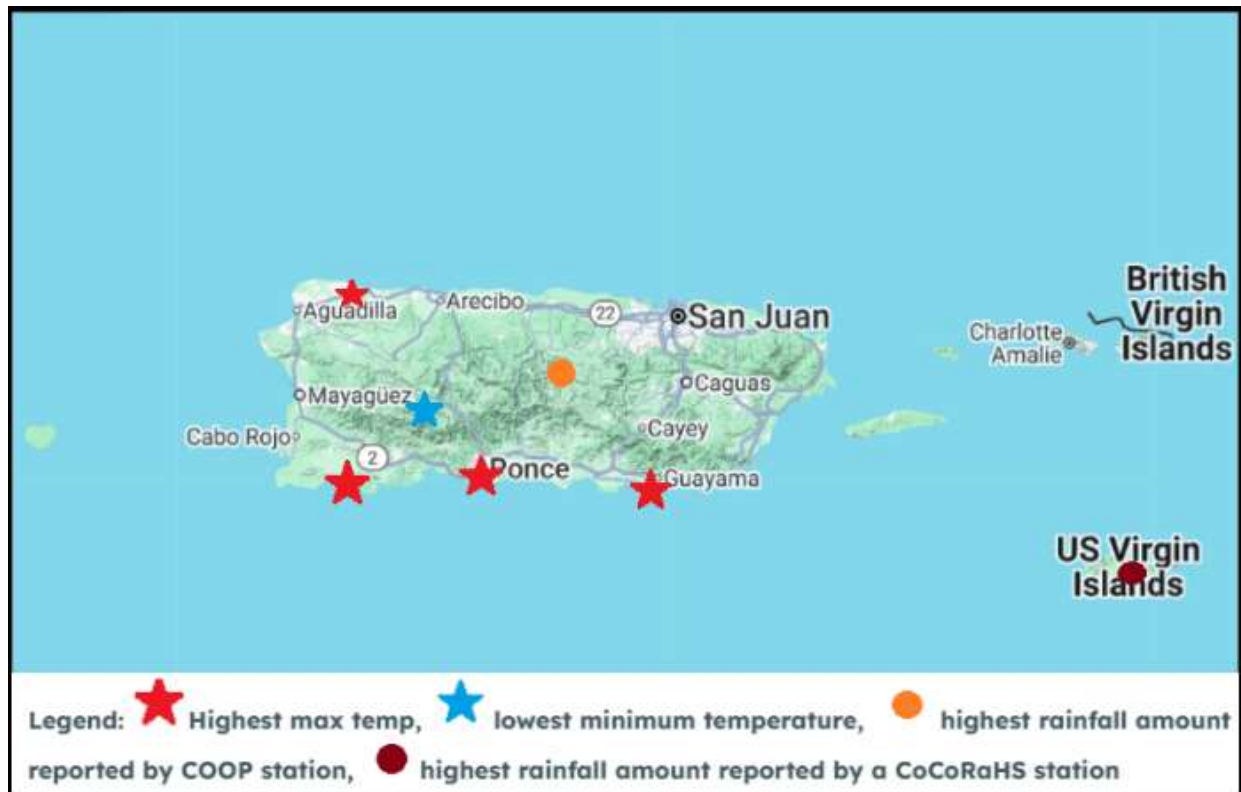 British
Virgin
Islands
Charlotte
Amalie
Aguadilla
Arecibo
22
San Juan
Mayagüez
Caguas
Cabo Rojo
2
Cayey
Ponce
Guayama
US Virgin
Islands
Legend: Highest max temp, lowest minimum temperature, highest rainfall amount
reported by COOP station, highest rainfall amount reported by a CoCoRaHS station